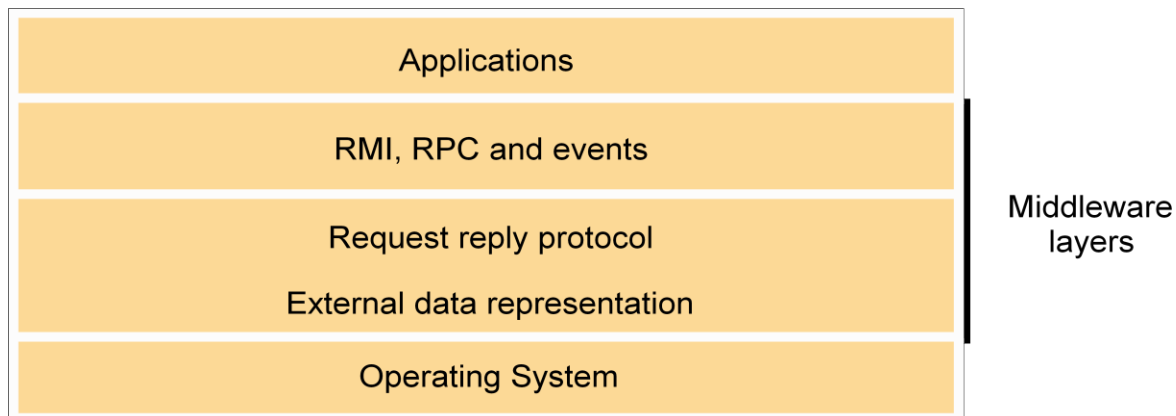 Applications
RMI, RPC and events
Request reply protocol
External data representation
Operating System
Middleware
layers